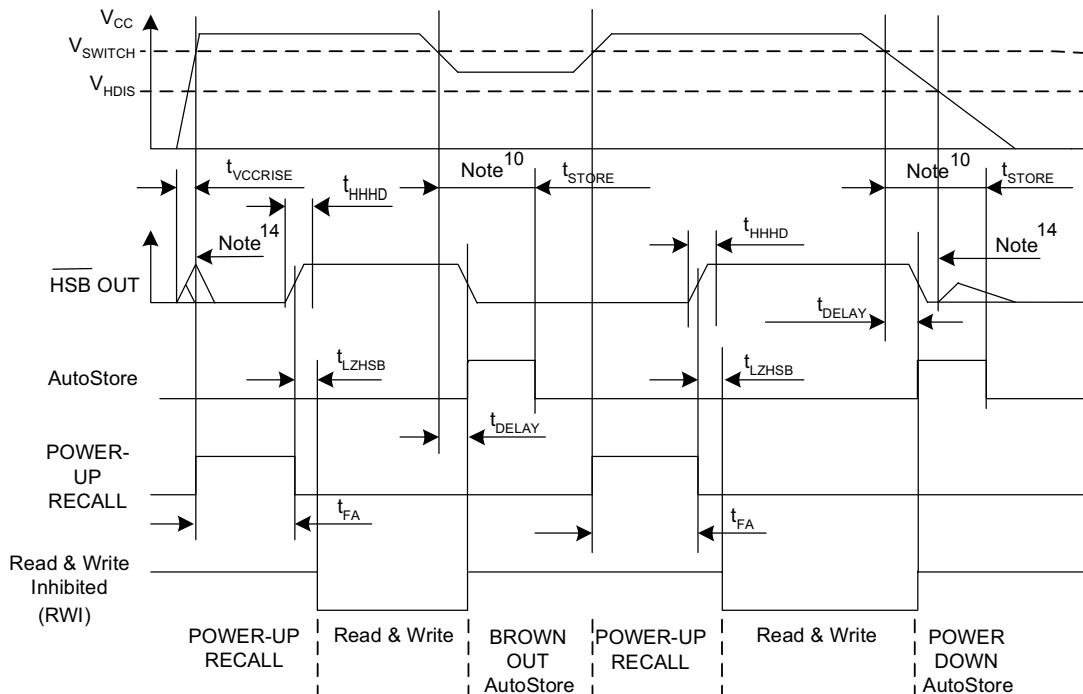 VCC
VSWITCH
VHDIS
tVCCRISE
Note10
tSTORE
Note10
tSTORE
tHHHD
tHHHD
Note14
Note14
HSB OUT
tDELAY
tLZHSB
tLZHSB
AutoStore
tDELAY
POWER-
UP
RECALL
tFA
tFA
Read & Write
Inhibited
(RWI)
POWER-UP
RECALL
Read & Write
BROWN
OUT
AutoStore
POWER-UP
RECALL
Read & Write
POWER
DOWN
AutoStore